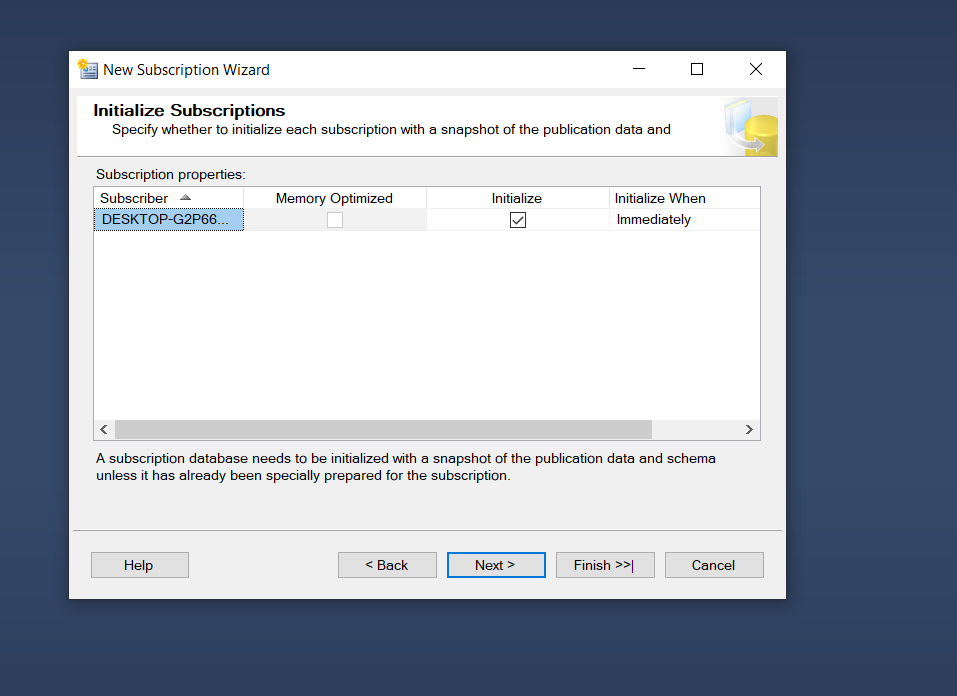 New Subscription Wizard
Initialize Subscriptions
Specify whether to initialize each subscription with a snapshot of the publication data and
Subscription properties:
Subscriber Memory Optimized Initialize Initialize When
DESKTOP-G2P66... Immediately
A subscription database needs to be initialized with a snapshot of the publication data and schema
unless it has already been specially prepared for the subscription.
Help < Back Next > Finish >>| Cancel